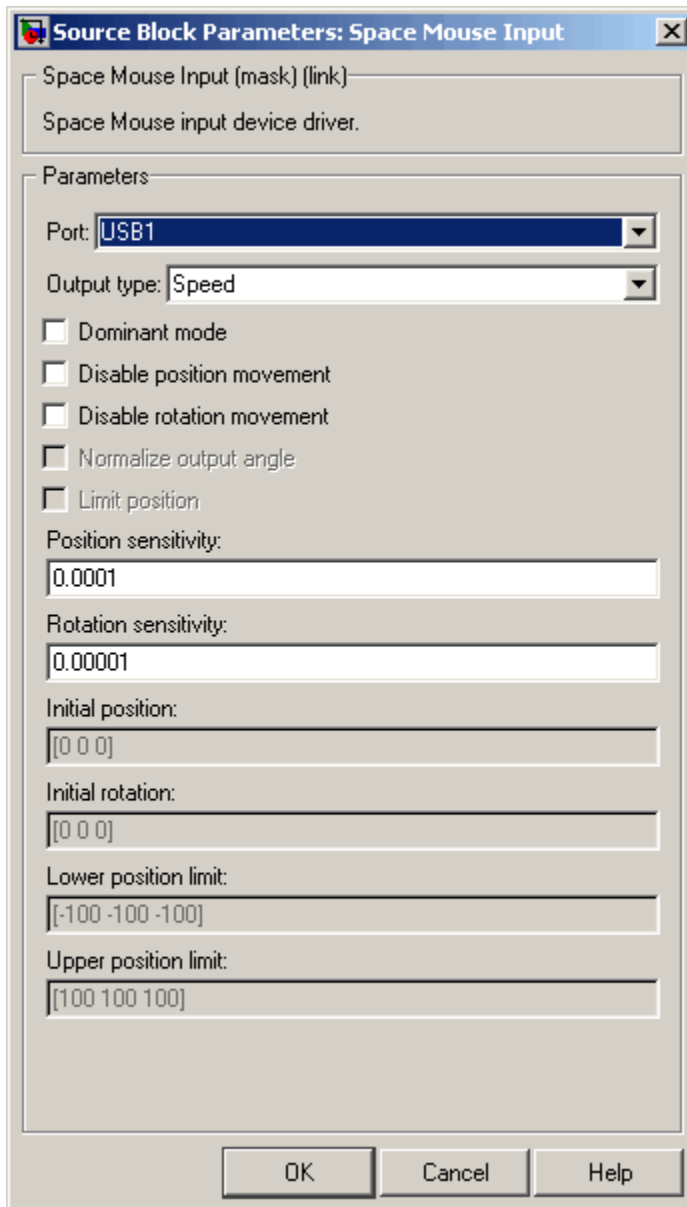 Source Block Parameters: Space Mouse Input
Space Mouse Input (mask) (link)
Space Mouse input device driver.
Parameters
Port: USB1
Output type: Speed
Dominant mode
Disable position movement
Disable rotation movement
Normalize output angle
Limit position
Position sensitivity:
0.0001
Rotation sensitivity:
0.00001
Initial position:
[0 0 0]
Initial rotation:
[0 0 0]
Lower position limit:
[-100 -100 -100]
Upper position limit:
[100 100 100]
OK Cancel Help